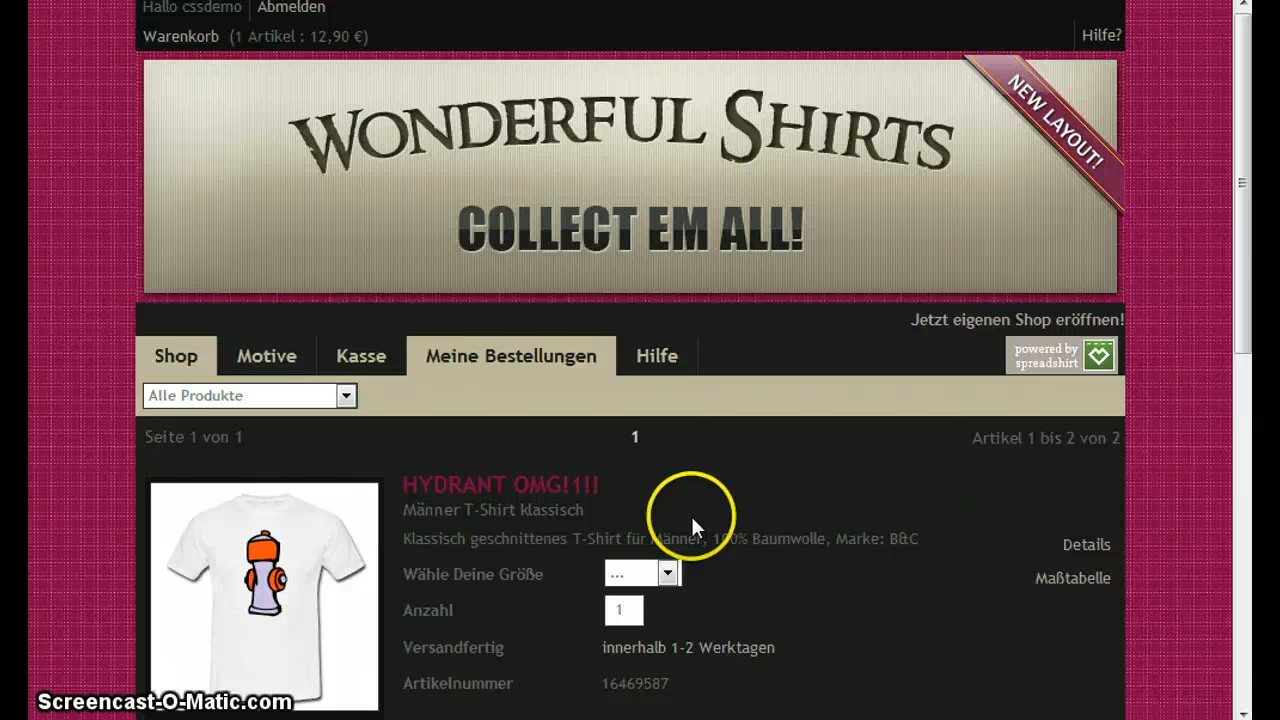 Hallo cssdemo Abmelden
Warenkorb (1 Artikel : 12,90 €) Hilfe?
WONDERFUL SHIRTS
NEW LAYOUT!
COLLECT EM ALL!
Jetzt eigenen Shop eröffnen!
Shop Motive Kasse Meine Bestellungen Hilfe
powered by
spreadshirt
Alle Produkte
Seite 1 von 1 1 Artikel 1 bis 2 von 2
HYDRANT OMG!1!!
Männer T-Shirt klassisch
Klassisch geschnittenes T-Shirt für Männer, 100% Baumwolle, Marke: B&C
Details
Wähle Deine Größe ...
Maßtabelle
Anzahl 1
Versandfertig innerhalb 1-2 Werktagen
Artikelnummer 16469587
Screencast-O-Matic.com